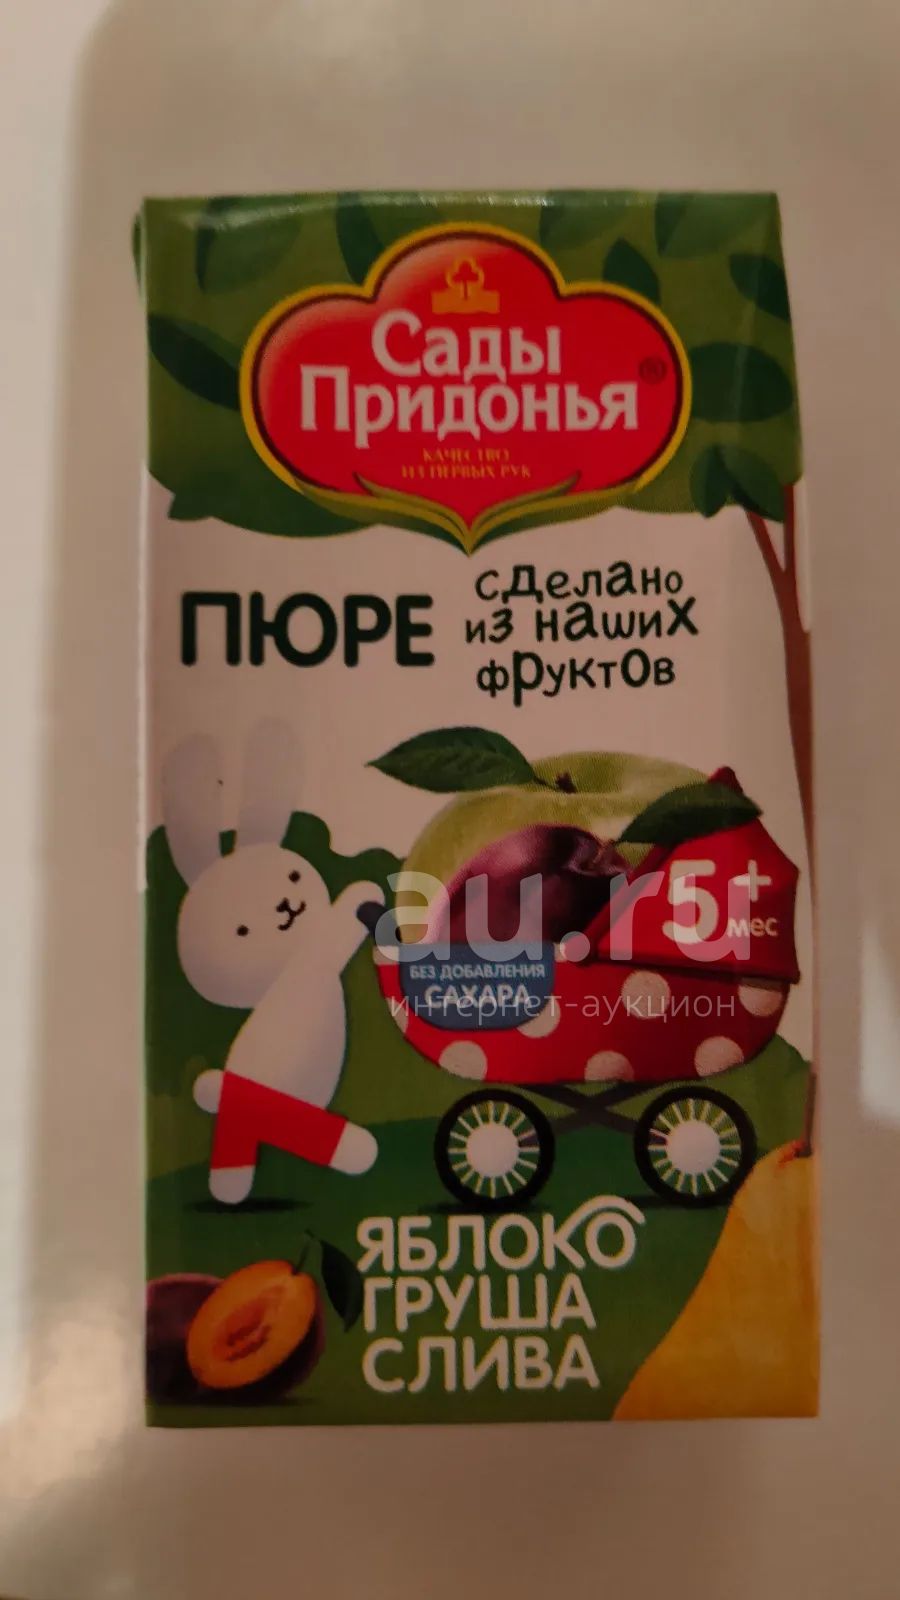 Сады
Придонья®
КАЧЕСТВО
ИЗ ПЕРВЫХ РУК
ПЮРЕ
сделано
из наших
фруктов
5+
мес
au.ru
БЕЗ ДОБАВЛЕНИЯ
САХАРА
интернет-аукцион
ЯБЛОКО
ГРУША
СЛИВА